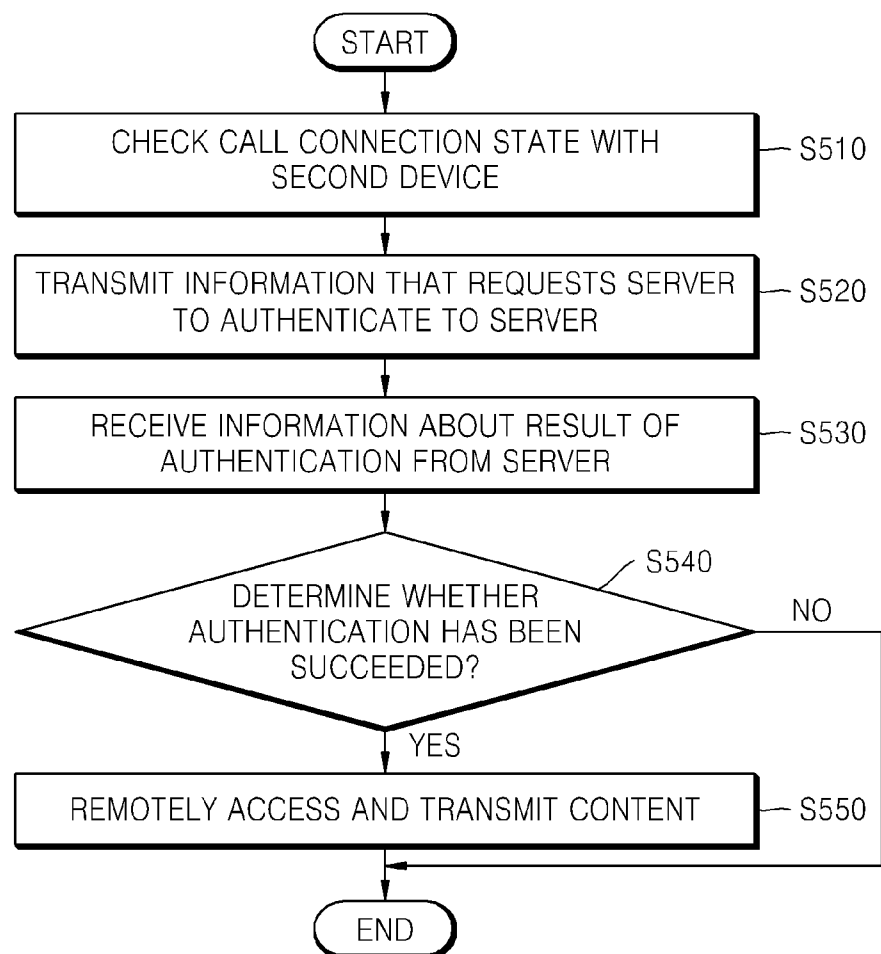 START
CHECK CALL CONNECTION STATE WITH
SECOND DEVICE
S510
TRANSMIT INFORMATION THAT REQUESTS SERVER
TO AUTHENTICATE TO SERVER
S520
RECEIVE INFORMATION ABOUT RESULT OF
AUTHENTICATION FROM SERVER
S530
S540
DETERMINE WHETHER
AUTHENTICATION HAS BEEN
SUCCEEDED?
NO
YES
REMOTELY ACCESS AND TRANSMIT CONTENT
S550
END